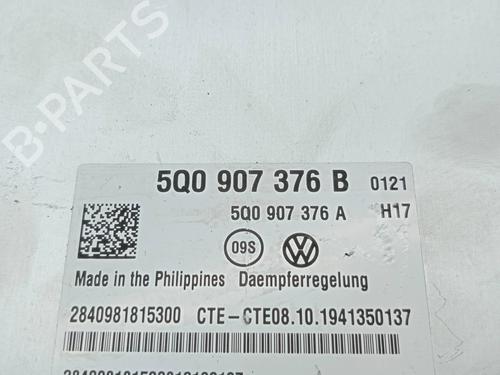 B-PARTS
5Q0 907 376 B 0121
5Q0 907 376 A H17
09S
Made in the Philippines Daempferregelung
2840981815300 CTE-CTE08.10.1941350137